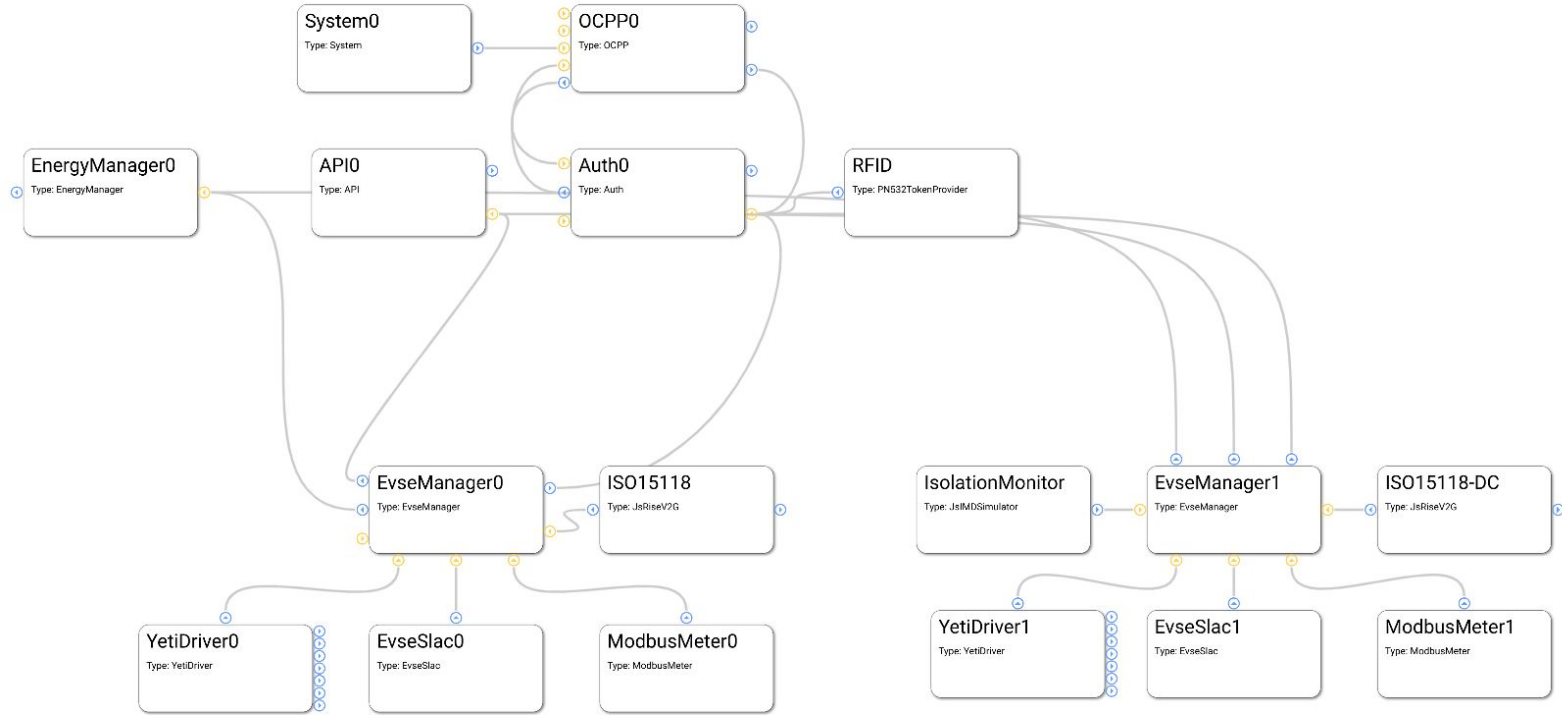 System0
Type: System
OCPP0
Type: OCPP
EnergyManager0
Type: EnergyManager
API0
Type: API
Auth0
Type: Auth
RFID
Type: PN532TokenProvider
EvseManager0
Type: EvseManager
ISO15118
Type: JsRiseV2G
IsolationMonitor
Type: JsIMDSimulator
EvseManager1
Type: EvseManager
ISO15118-DC
Type: JsRiseV2G
YetiDriver0
Type: YetiDriver
EvseSlac0
Type: EvseSlac
ModbusMeter0
Type: ModbusMeter
YetiDriver1
Type: YetiDriver
EvseSlac1
Type: EvseSlac
ModbusMeter1
Type: ModbusMeter